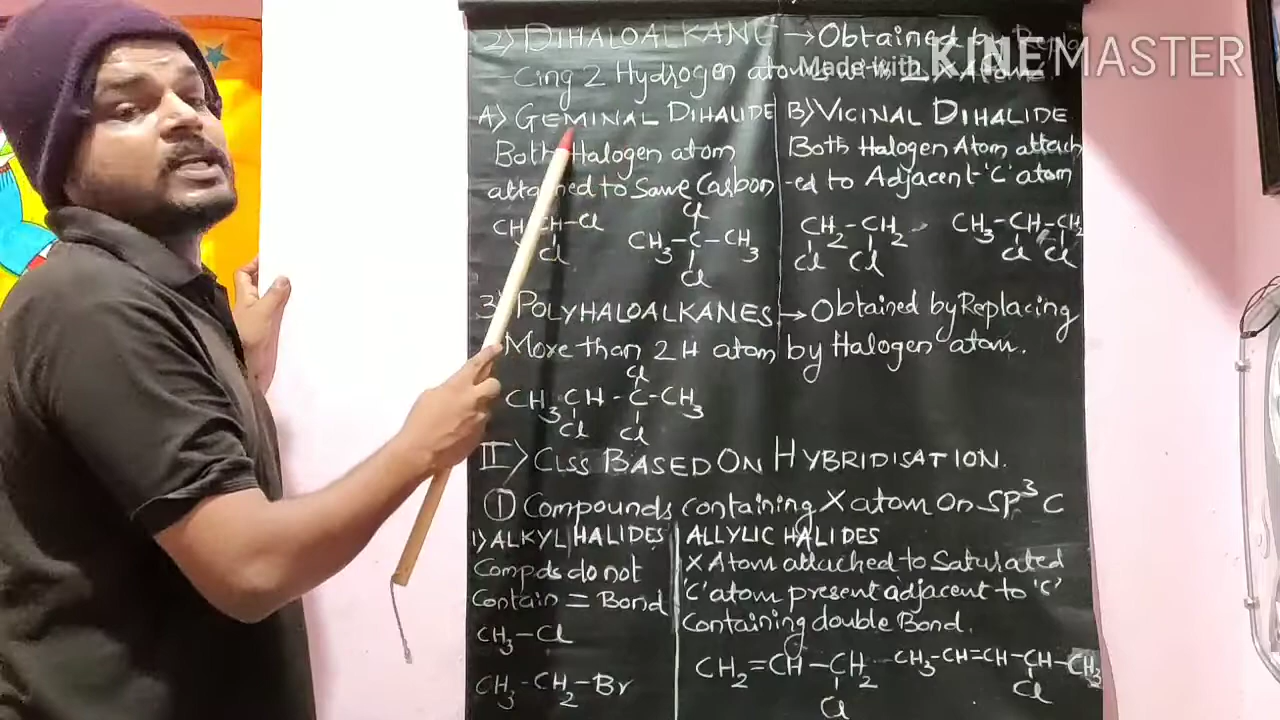 2) DIHALOALKANE → Obtained by Repla
Made with KINEMASTER
-Cing 2 Hydrogen atoms with 2 X Atoms.
A) GEMINAL DIHALIDE
Both Halogen atom
attached to Same Carbon
CH3-CH-Cl
Cl
Cl
CH3-C-CH3
Cl
B) VICINAL DIHALIDE
Both Halogen Atom attach
-ed to Adjacent 'C' atom
CH2-CH2
Cl Cl
CH3-CH-CH2
Cl Cl
3) POLYHALOALKANES → Obtained by Replacing
More than 2 H atom by Halogen atom.
Cl
CH3 CH - C-CH3
Cl Cl
II) CLSS BASED ON HYBRIDISATION.
① Compounds containing X atom On SP3 C
1) ALKYL HALIDES
Compds do not
Contain = Bond
CH3-Cl
CH3-CH2-Br
ALLYLIC HALIDES
X Atom attached to Saturated
'C' atom present adjacent to 'C'
Containing double Bond.
CH2=CH-CH2
Cl
CH3-CH=CH-CH-CH3
Cl